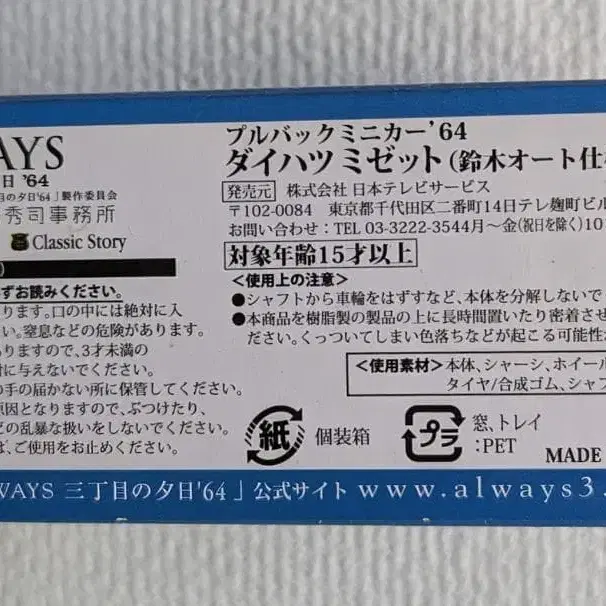 AYS
日 '64
目の夕日'64」製作委員会
秀司事務所
Classic Story
ずお読みください。
ります。口の中には絶対に入
い。窒息などの危険があります。
ありますので、3才未満の
対に与えないでください。
の手の届かない所に保管してください。
原因となりますので、ぶつけたり、
どの乱暴な扱いをしないでください。
は、ご使用をお止めください。
プルバックミニカー'64
ダイハツ ミゼット(鈴木オート仕
発売元 株式会社 日本テレビサービス
〒102-0084 東京都千代田区二番町14日テレ麹町ビル
お問い合わせ:TEL 03-3222-3544月~金(祝日を除く)10
対象年齢15才以上
<使用上の注意>
●シャフトから車輪をはずすなど、本体を分解しないで
●本商品を樹脂製の製品の上に長時間置いたり密着させ
ださい。くっついてしまい色落ちなどが起こる可能性が
<使用素材>本体、シャーシ、ホイール
タイヤ/合成ゴム、シャフ
紙 個装箱
プラ 窓、トレイ
:PET
MADE
WAYS 三丁目の夕日'64」公式サイト www.always3.